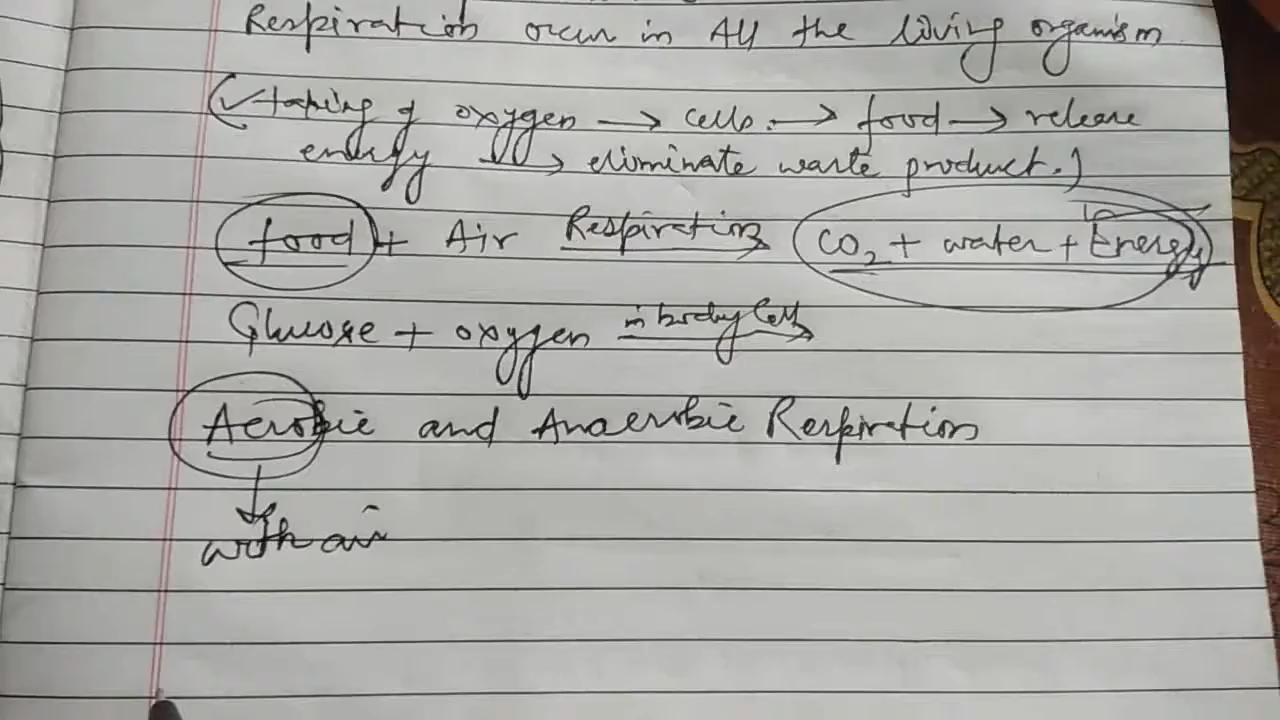 Respiration occur in All the living organism
(taking of oxygen → cells. → food → release
energy → eliminate waste product.)
food + Air Respiration → CO₂ + water + Energy
Glucose + oxygen in body cells →
Aerobic and Anaerobic Respiration
↓
with air